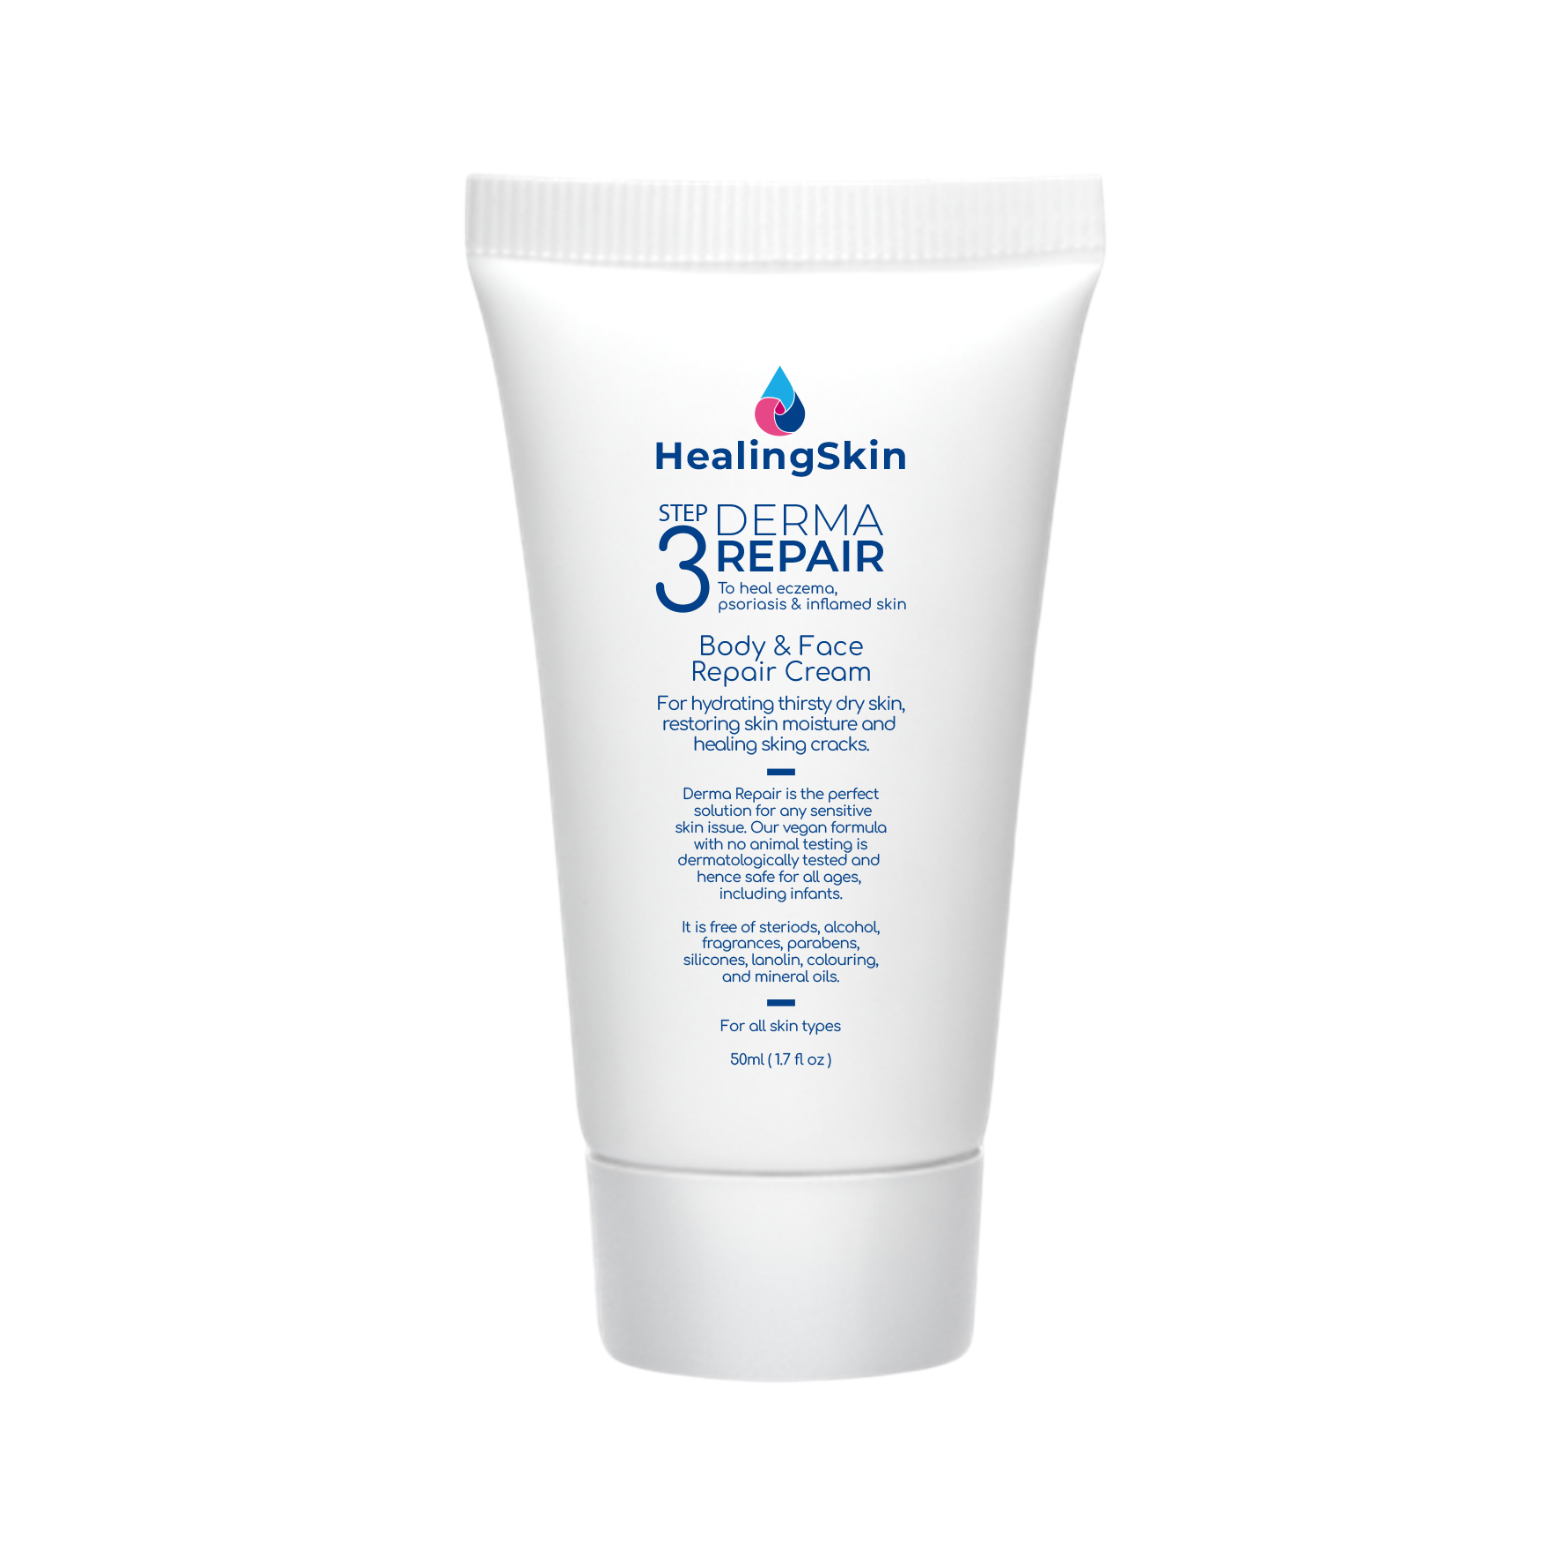 HealingSkin
STEP
3
DERMA
REPAIR
To heal eczema,
psoriasis & inflamed skin
Body & Face
Repair Cream
For hydrating thirsty dry skin,
restoring skin moisture and
healing sking cracks.
Derma Repair is the perfect
solution for any sensitive
skin issue. Our vegan formula
with no animal testing is
dermatologically tested and
hence safe for all ages,
including infants.
It is free of steriods, alcohol,
fragrances, parabens,
silicones, lanolin, colouring,
and mineral oils.
For all skin types
50ml ( 1.7 fl oz )